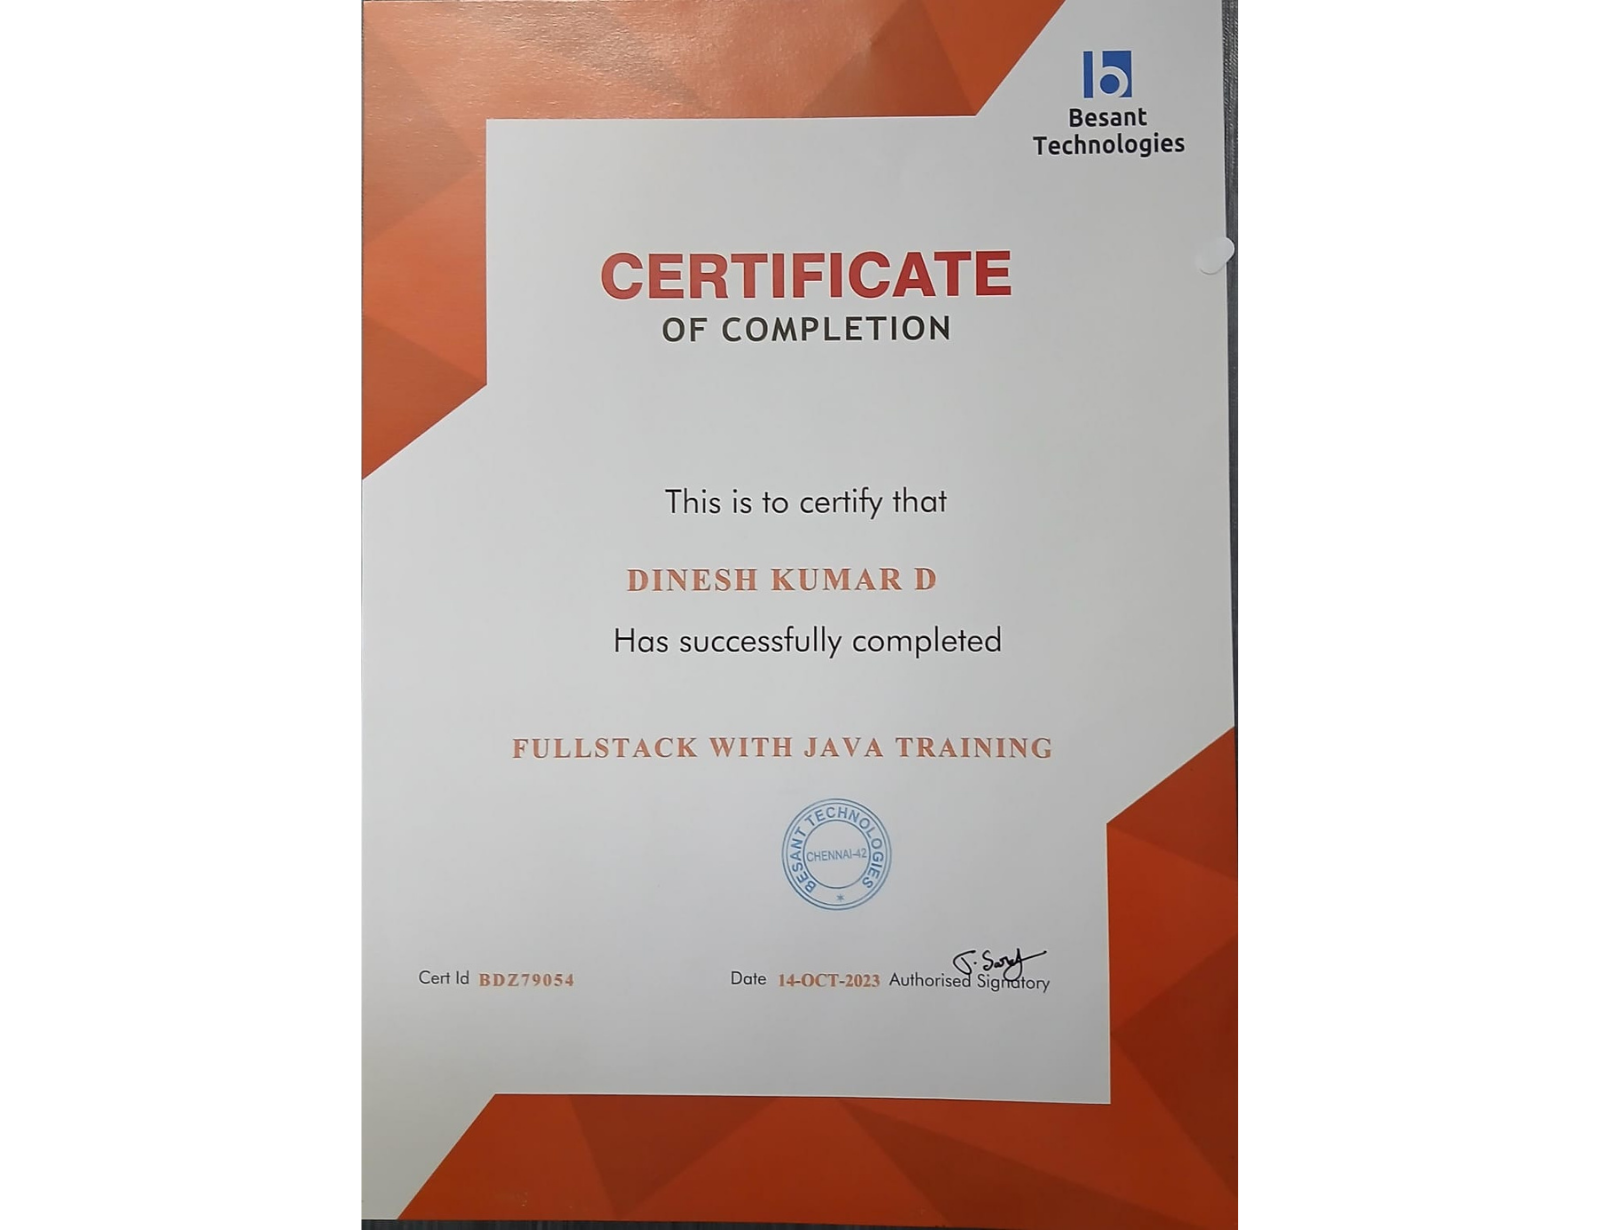 Besant
Technologies
CERTIFICATE
OF COMPLETION
This is to certify that
DINESH KUMAR D
Has successfully completed
FULLSTACK WITH JAVA TRAINING
BESANT TECHNOLOGIES
CHENNAI-42
Cert Id BDZ79054
Date 14-OCT-2023 Authorised Signatory